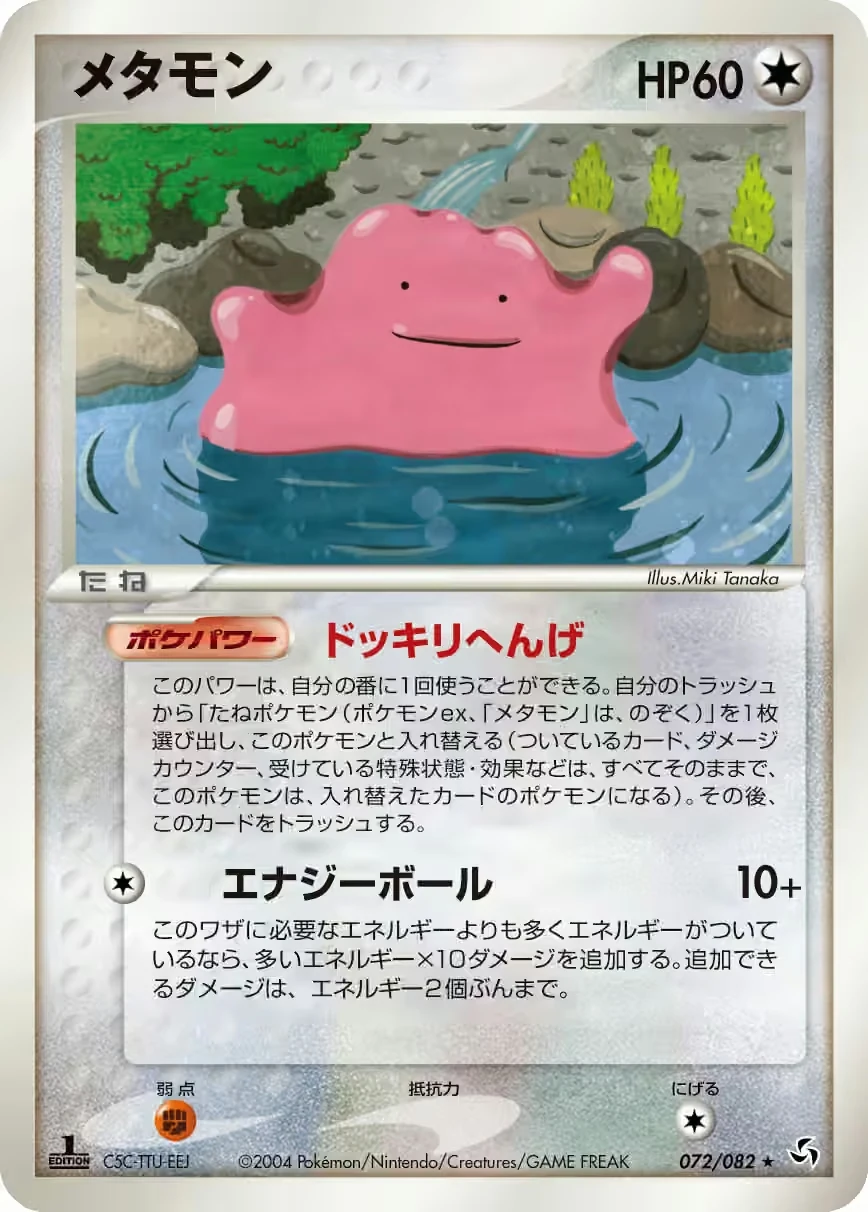 メタモン HP60
たね Illus.Miki Tanaka
ポケパワー ドッキリへんげ
このパワーは、自分の番に1回使うことができる。自分のトラッシュ
から「たねポケモン(ポケモンex、「メタモン」は、のぞく)」を1枚
選び出し、このポケモンと入れ替える(ついているカード、ダメージ
カウンター、受けている特殊状態・効果などは、すべてそのままで、
このポケモンは、入れ替えたカードのポケモンになる)。その後、
このカードをトラッシュする。
エナジーボール 10+
このワザに必要なエネルギーよりも多くエネルギーがついて
いるなら、多いエネルギー×10ダメージを追加する。追加でき
るダメージは、エネルギー2個ぶんまで。
弱点 抵抗力 にげる
1 EDITION C5C-TTU-EEJ ©2004 Pokémon/Nintendo/Creatures/GAME FREAK 072/082 ★